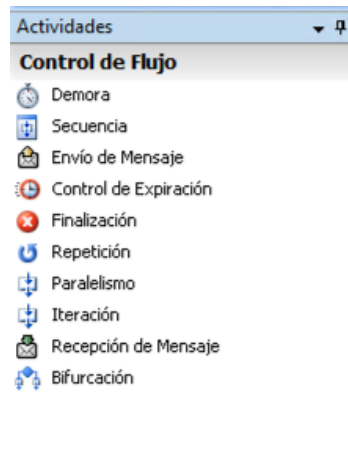 Actividades
Control de Flujo
Demora
Secuencia
Envío de Mensaje
Control de Expiración
Finalización
Repetición
Paralelismo
Iteración
Recepción de Mensaje
Bifurcación